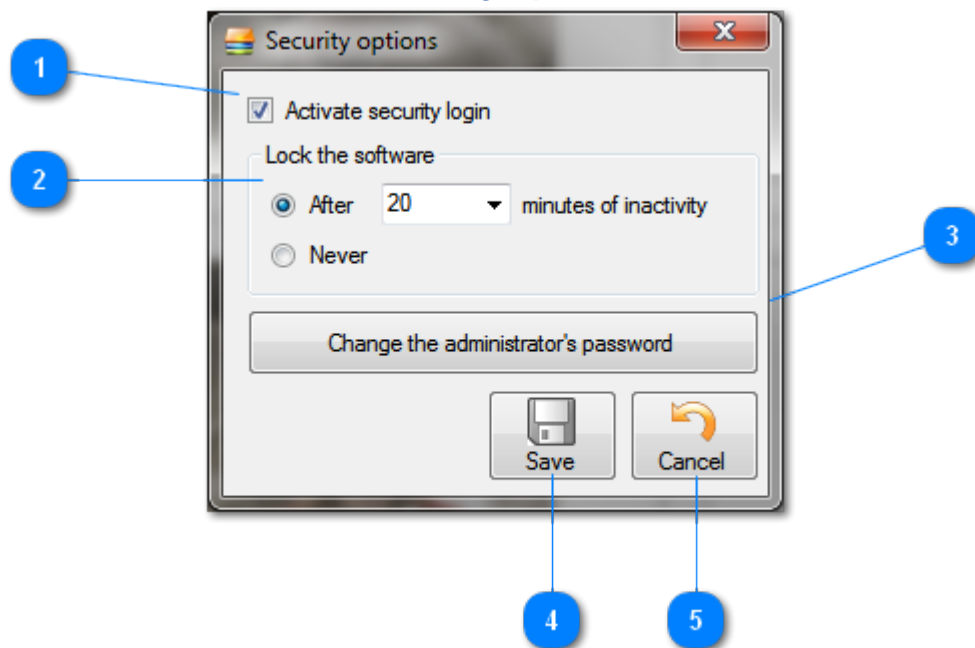 Security options
1
Activate security login
Lock the software
2
After 20 minutes of inactivity
3
Never
Change the administrator's password
Save Cancel
4 5